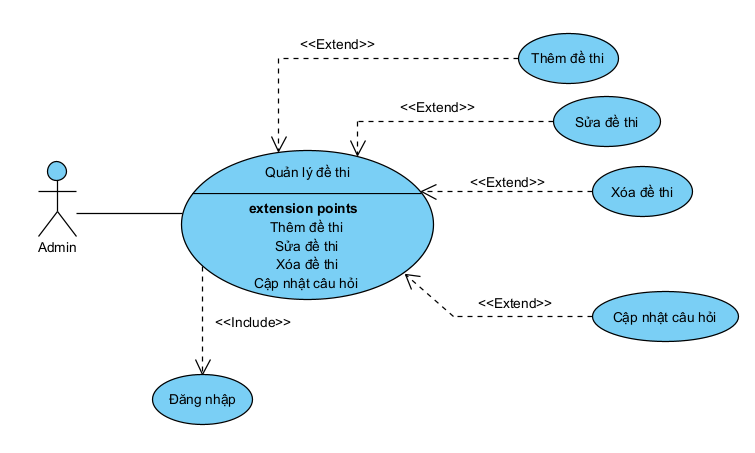 <<Extend>>
Thêm đề thi
<<Extend>>
Sửa đề thi
Quản lý đề thi
<<Extend>>
Xóa đề thi
extension points
Thêm đề thi
Sửa đề thi
Xóa đề thi
Cập nhật câu hỏi
Admin
<<Extend>>
Cập nhật câu hỏi
<<Include>>
Đăng nhập